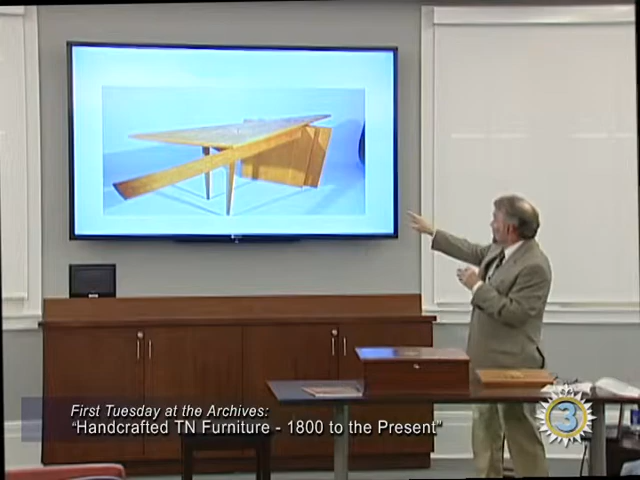 First Tuesday at the Archives:
"Handcrafted TN Furniture - 1800 to the Present"
3